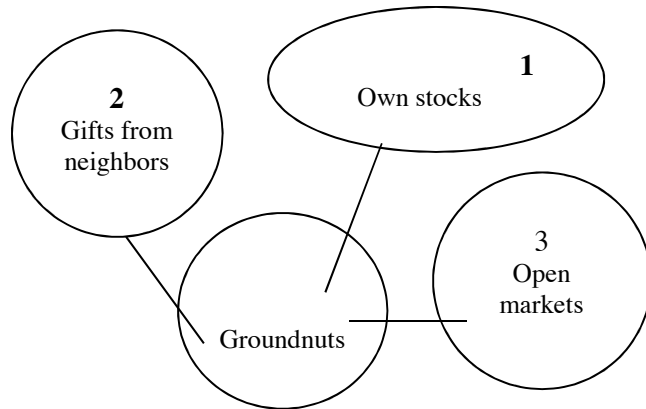 1
Own stocks
2
Gifts from
neighbors
3
Open
markets
Groundnuts